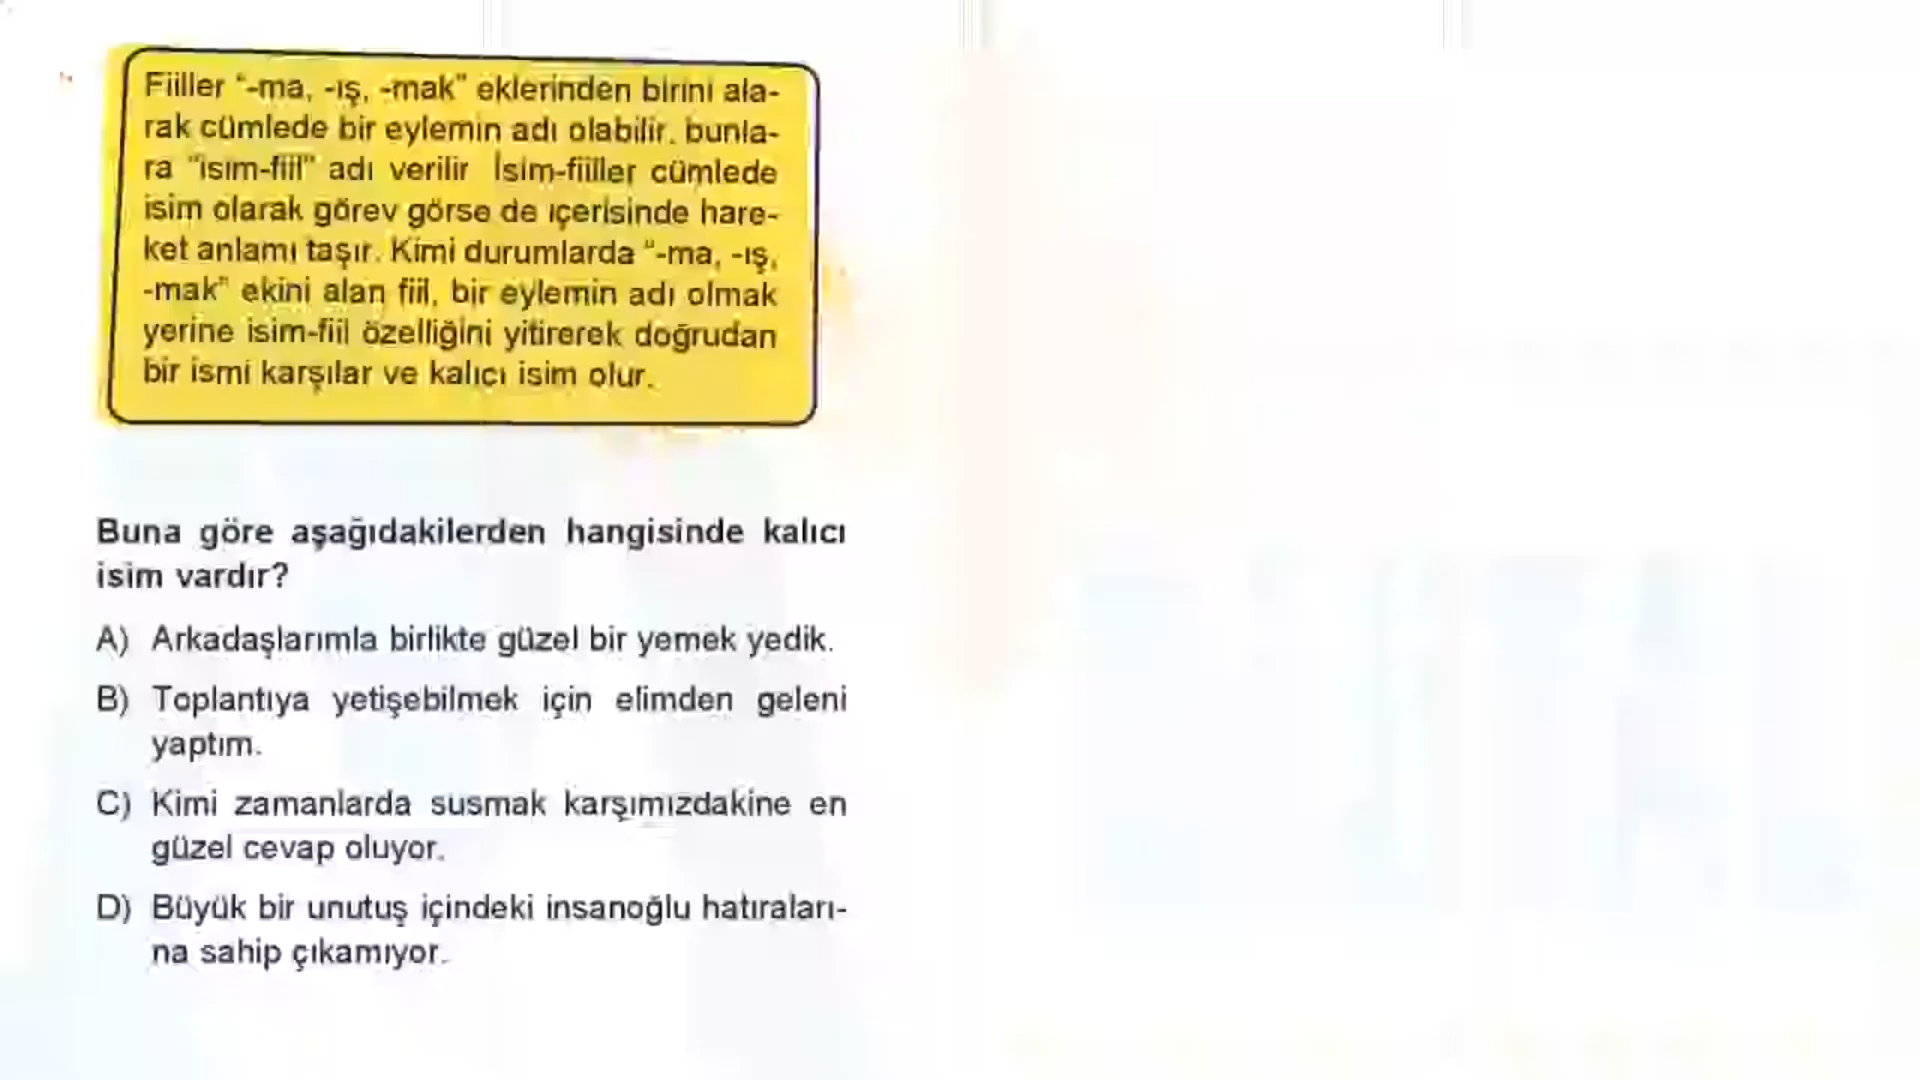 Fiiller "-ma, -ış, -mak" eklerinden birini ala-
rak cümlede bir eylemin adı olabilir, bunla-
ra "isim-fiil" adı verilir İsim-fiiller cümlede
isim olarak görev görse de içerisinde hare-
ket anlamı taşır. Kimi durumlarda "-ma, -ış,
-mak" ekini alan fiil, bir eylemin adı olmak
yerine isim-fiil özelliğini yitirerek doğrudan
bir ismi karşılar ve kalıcı isim olur.
Buna göre aşağıdakilerden hangisinde kalıcı
isim vardır?
A) Arkadaşlarımla birlikte güzel bir yemek yedik.
B) Toplantıya yetişebilmek için elimden geleni
yaptım.
C) Kimi zamanlarda susmak karşımızdakine en
güzel cevap oluyor.
D) Büyük bir unutuş içindeki insanoğlu hatıraları-
na sahip çıkamıyor.